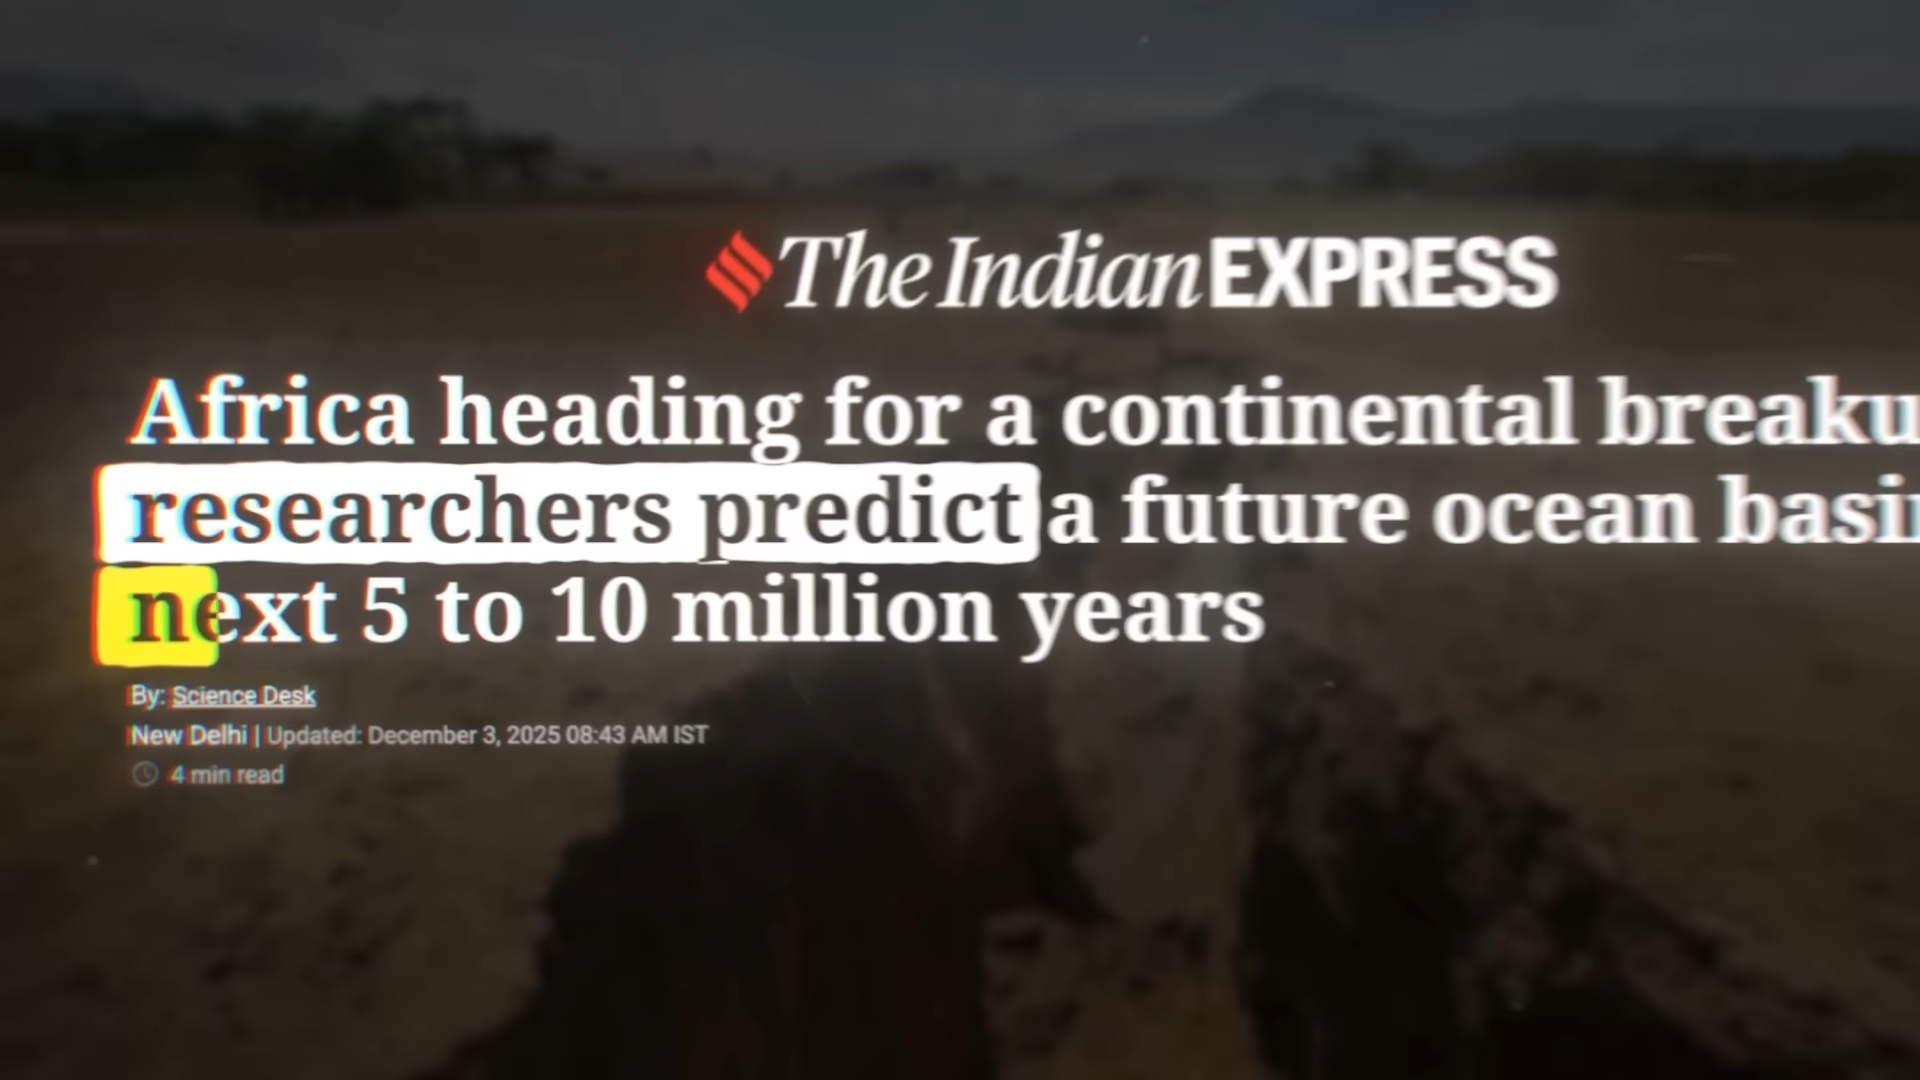 The Indian EXPRESS
Africa heading for a continental breaku
researchers predict a future ocean basi
next 5 to 10 million years
By: Science Desk
New Delhi | Updated: December 3, 2025 08:43 AM IST
4 min read